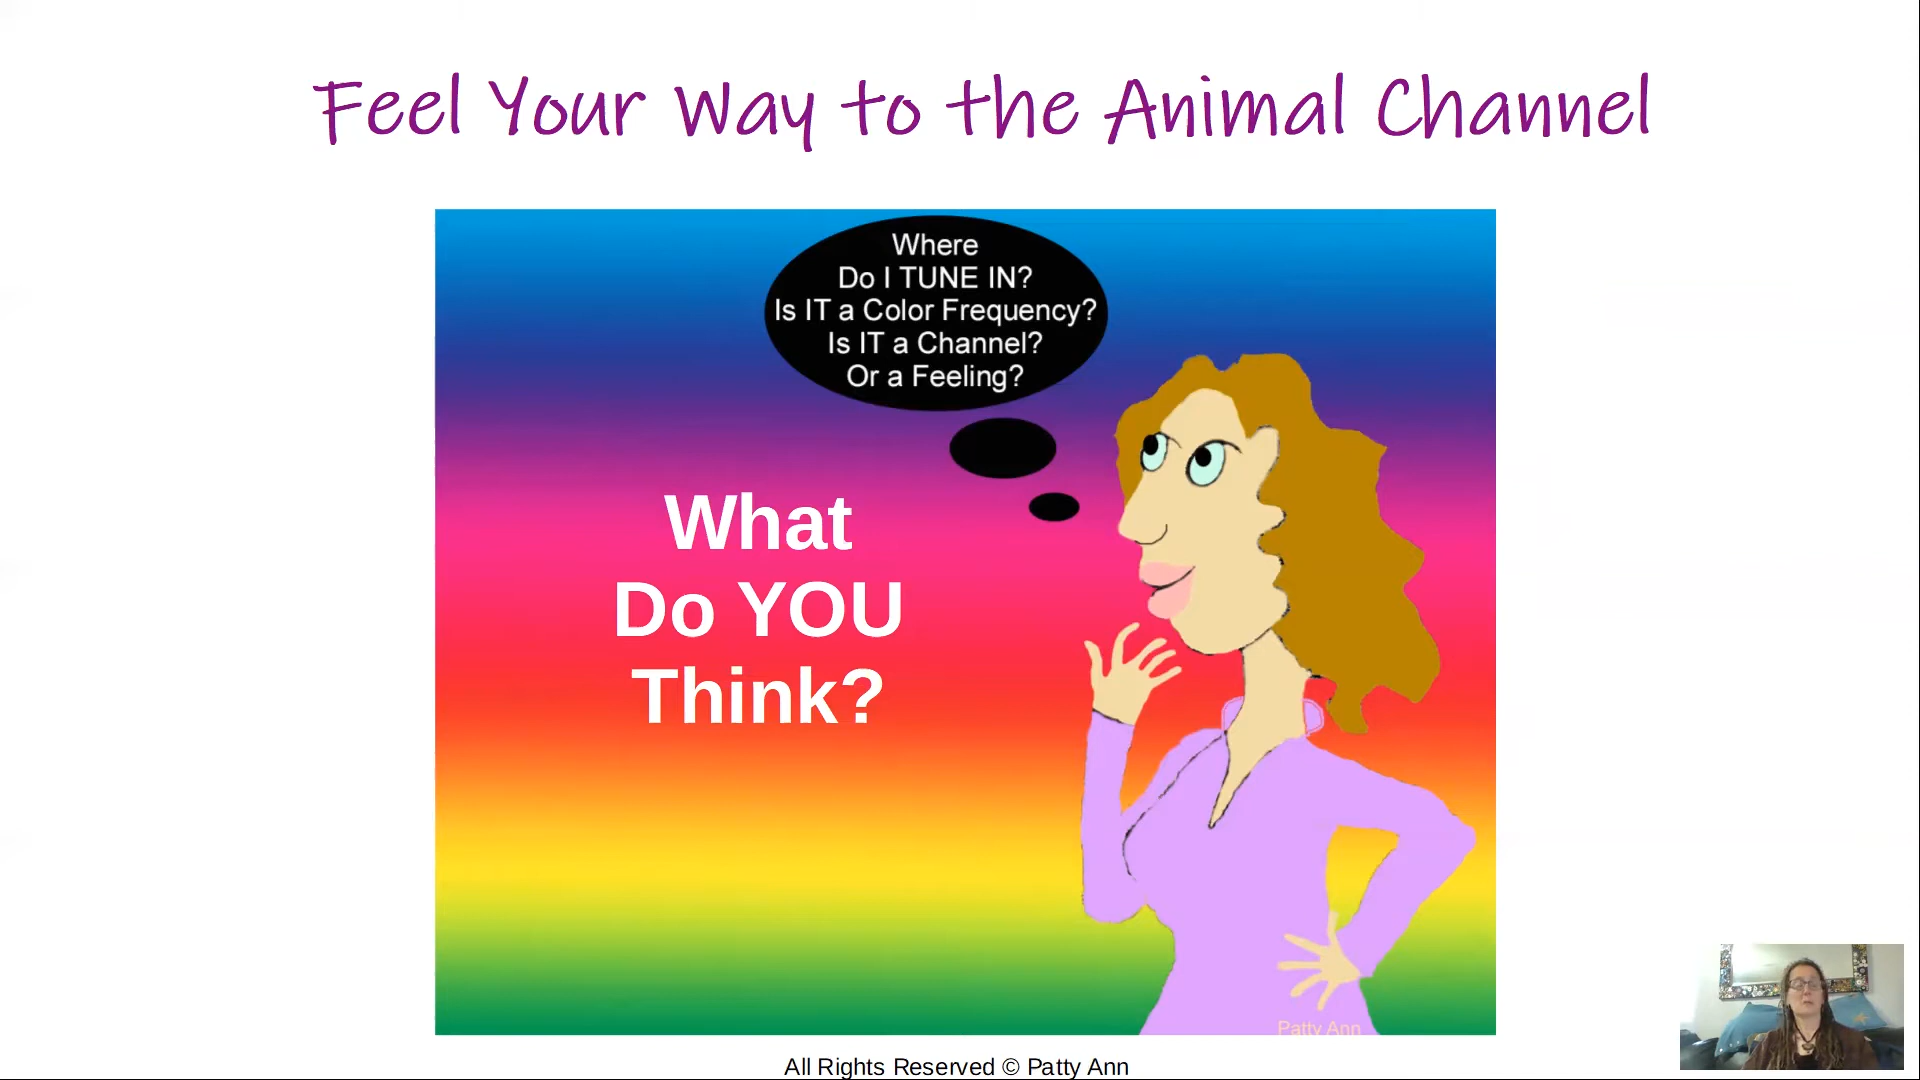 Feel Your Way to the Animal Channel
Where
Do I TUNE IN?
Is IT a Color Frequency?
Is IT a Channel?
Or a Feeling?
What
Do YOU
Think?
Patty Ann
All Rights Reserved © Patty Ann